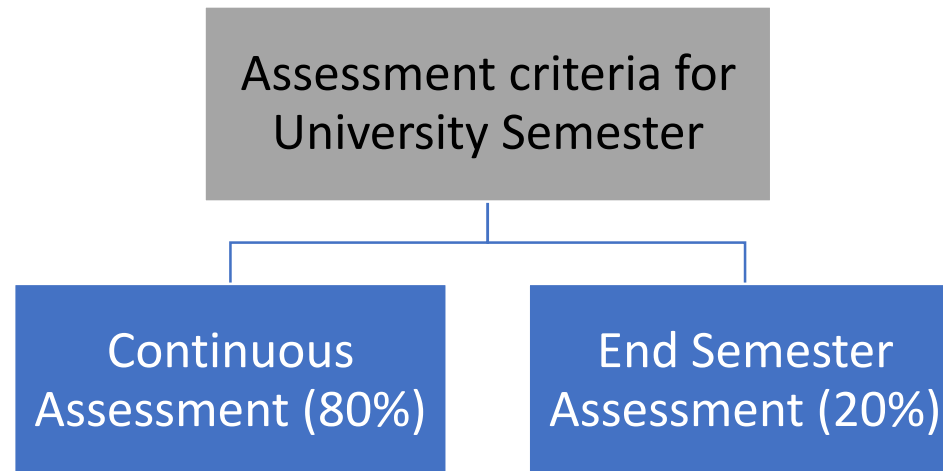 Assessment criteria for
University Semester
Continuous
Assessment (80%)
End Semester
Assessment (20%)